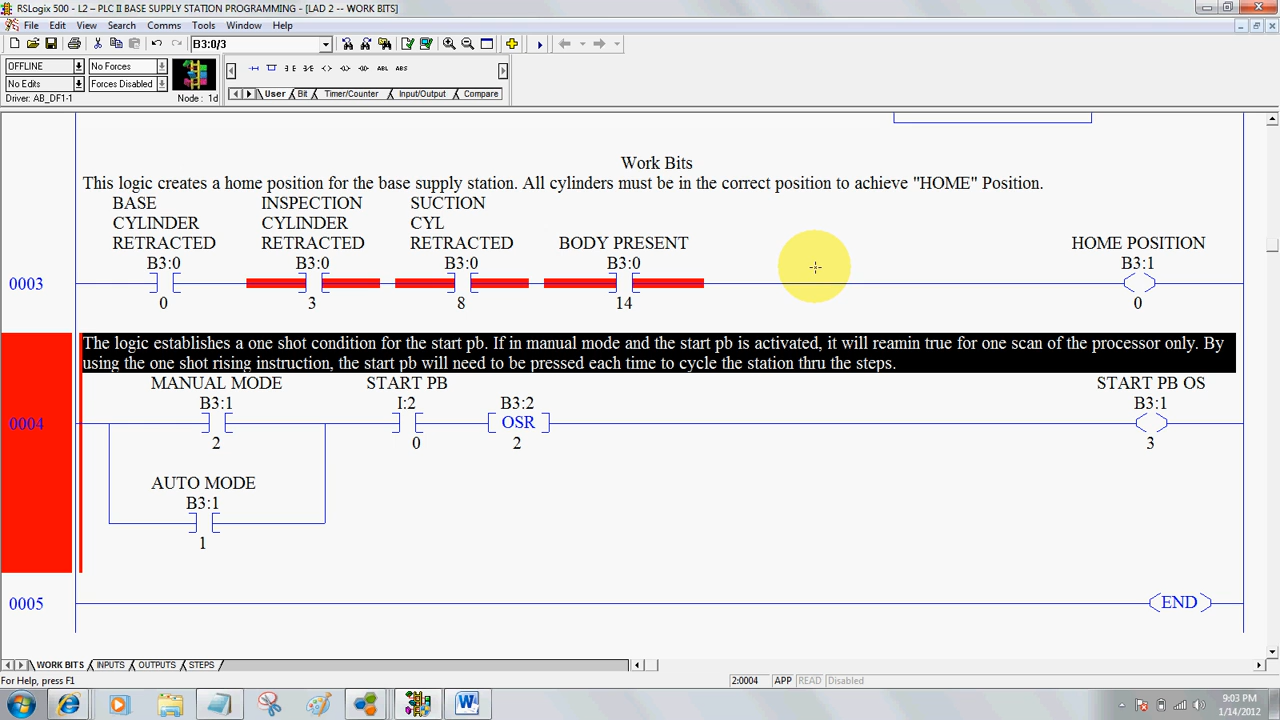 RSLogix 500 - L2 -- PLC II BASE SUPPLY STATION PROGRAMMING - [LAD 2 -- WORK BITS]
File Edit View Search Comms Tools Window Help
B3:0/3
OFFLINE No Forces
No Edits Forces Disabled
Driver: AB_DF1-1 Node : 1d
ABL ABS
User Bit Timer/Counter Input/Output Compare
Work Bits
This logic creates a home position for the base supply station. All cylinders must be in the correct position to achieve "HOME" Position.
BASE INSPECTION SUCTION
CYLINDER CYLINDER CYL
RETRACTED RETRACTED RETRACTED BODY PRESENT HOME POSITION
B3:0 B3:0 B3:0 B3:0 B3:1
0003
0 3 8 14 0
The logic establishes a one shot condition for the start pb. If in manual mode and the start pb is activated, it will reamin true for one scan of the processor only. By
using the one shot rising instruction, the start pb will need to be pressed each time to cycle the station thru the steps.
MANUAL MODE START PB START PB OS
B3:1 I:2 B3:2 B3:1
0004 OSR
2 0 2 3
AUTO MODE
B3:1
1
0005 END
WORK BITS INPUTS OUTPUTS STEPS
For Help, press F1 2:0004 APP READ Disabled
9:03 PM
1/14/2012